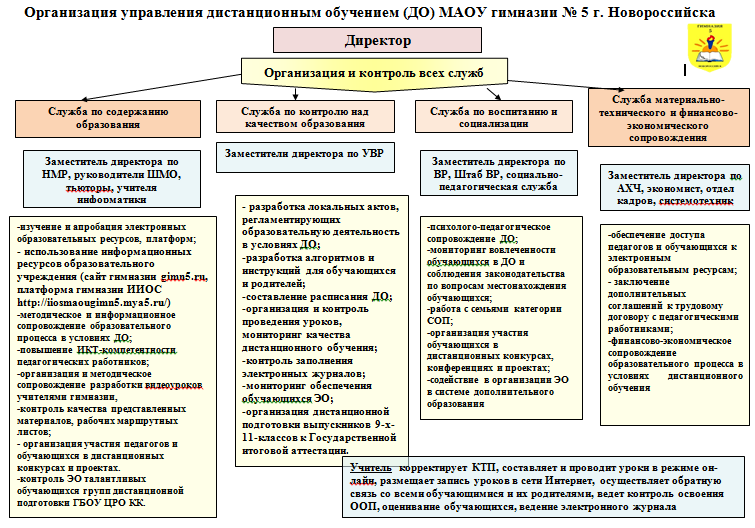 Организация управления дистанционным обучением (ДО) МАОУ гимназии № 5 г. Новороссийска
Директор
Организация и контроль всех служб
Служба по содержанию
образования
Заместитель директора по
НМР, руководители ШМО,
тьюторы, учителя
информатики
-изучение и апробация электронных
образовательных ресурсов, платформ;
- использование информационных
ресурсов образовательного
учреждения (сайт гимназии gimn5.ru,
платформа гимназии ИИОС
http://iiosmaougimn5.mya5.ru/)
-методическое и информационное
сопровождение образовательного
процесса в условиях ДО;
-повышение ИКТ-компетентности
педагогических работников;
-организация и методическое
сопровождение разработки видеоуроков
учителями гимназии,
-контроль качества представленных
материалов, рабочих маршрутных
листов;
- организация участия педагогов и
обучающихся в дистанционных
конкурсах и проектах.
-контроль ЭО талантливых
обучающихся групп дистанционной
подготовки ГБОУ ЦРО КК.
Служба по контролю над
качеством образования
Заместители директора по УВР
- разработка локальных актов,
регламентирующих
образовательную деятельность
в условиях ДО;
-разработка алгоритмов и
инструкций для обучающихся
и родителей;
-составление расписания ДО;
-организация и контроль
проведения уроков,
мониторинг качества
дистанционного обучения;
-контроль заполнения
электронных журналов;
-мониторинг обеспечения
обучающихся ЭО;
-организация дистанционной
подготовки выпускников 9-х-
11-классов к Государственной
итоговой аттестации.
Служба по воспитанию и
социализации
Заместитель директора по
ВР, Штаб ВР, социально-
педагогическая служба
-психолого-педагогическое
сопровождение ДО;
-мониторинг вовлеченности
обучающихся в ДО и
соблюдения законодательства
по вопросам местонахождения
обучающихся;
-работа с семьями категории
СОП;
-организация участия
обучающихся в
дистанционных конкурсах,
конференциях и проектах;
-содействие в организации ЭО
в системе дополнительного
образования
Служба материально-
технического и финансово-
экономического
сопровождения
Заместитель директора по
АХЧ, экономист, отдел
кадров, системотехник
-обеспечение доступа
педагогов и обучающихся к
электронным
образовательным ресурсам;
- заключение
дополнительных
соглашений к трудовому
договору с педагогическими
работниками;
-финансово-экономическое
сопровождение
образовательного процесса в
условиях дистанционного
обучения
Учитель корректирует КТП, составляет и проводит уроки в режиме он-
лайн, размещает запись уроков в сети Интернет, осуществляет обратную
связь со всеми обучающимися и их родителями, ведет контроль освоения
ООП, оценивание обучающихся, ведение электронного журнала